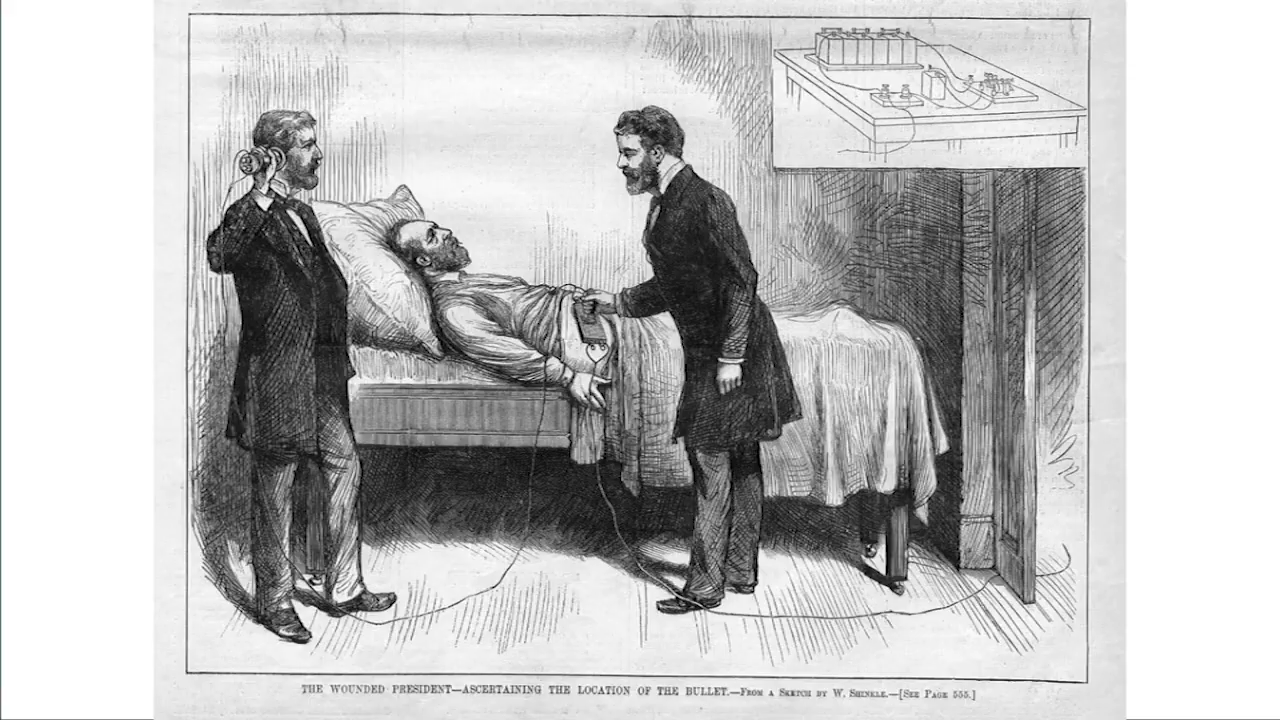 THE WOUNDED PRESIDENT—ASCERTAINING THE LOCATION OF THE BULLET.—From a Sketch by W. Shinkle.—[See Page 555.]